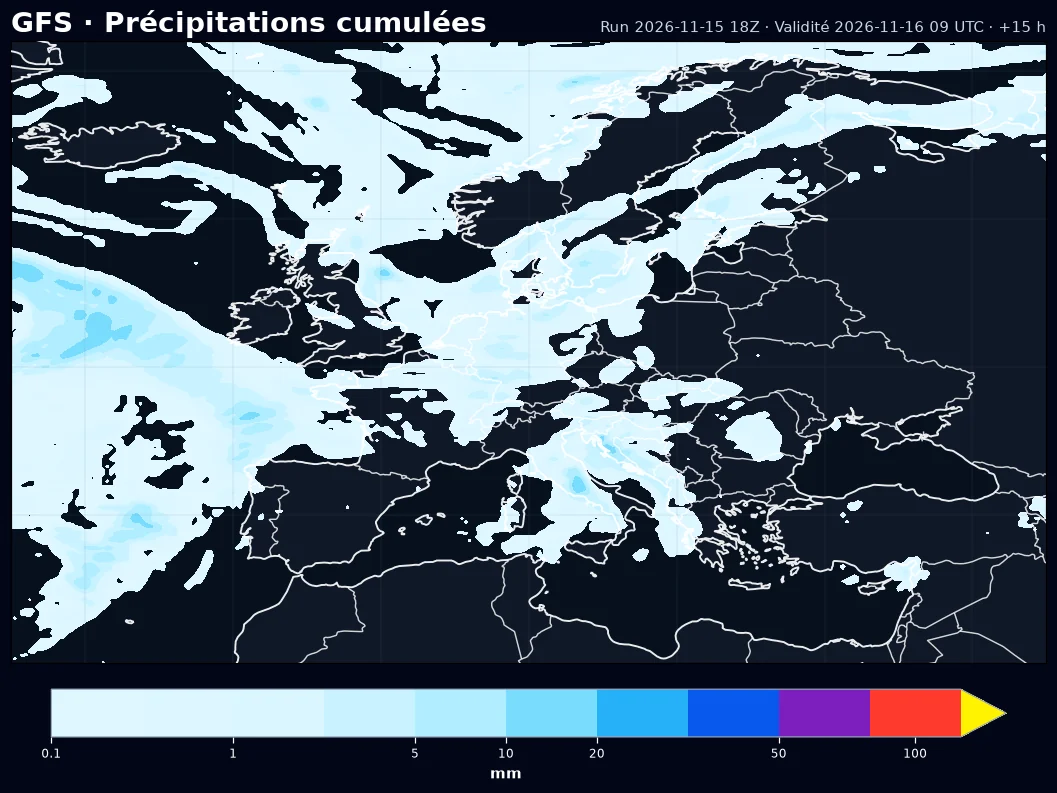 GFS · Précipitations cumulées
Run 2026-11-15 18Z · Validité 2026-11-16 09 UTC · +15 h
0.1 1 5 10 20 50 100
mm